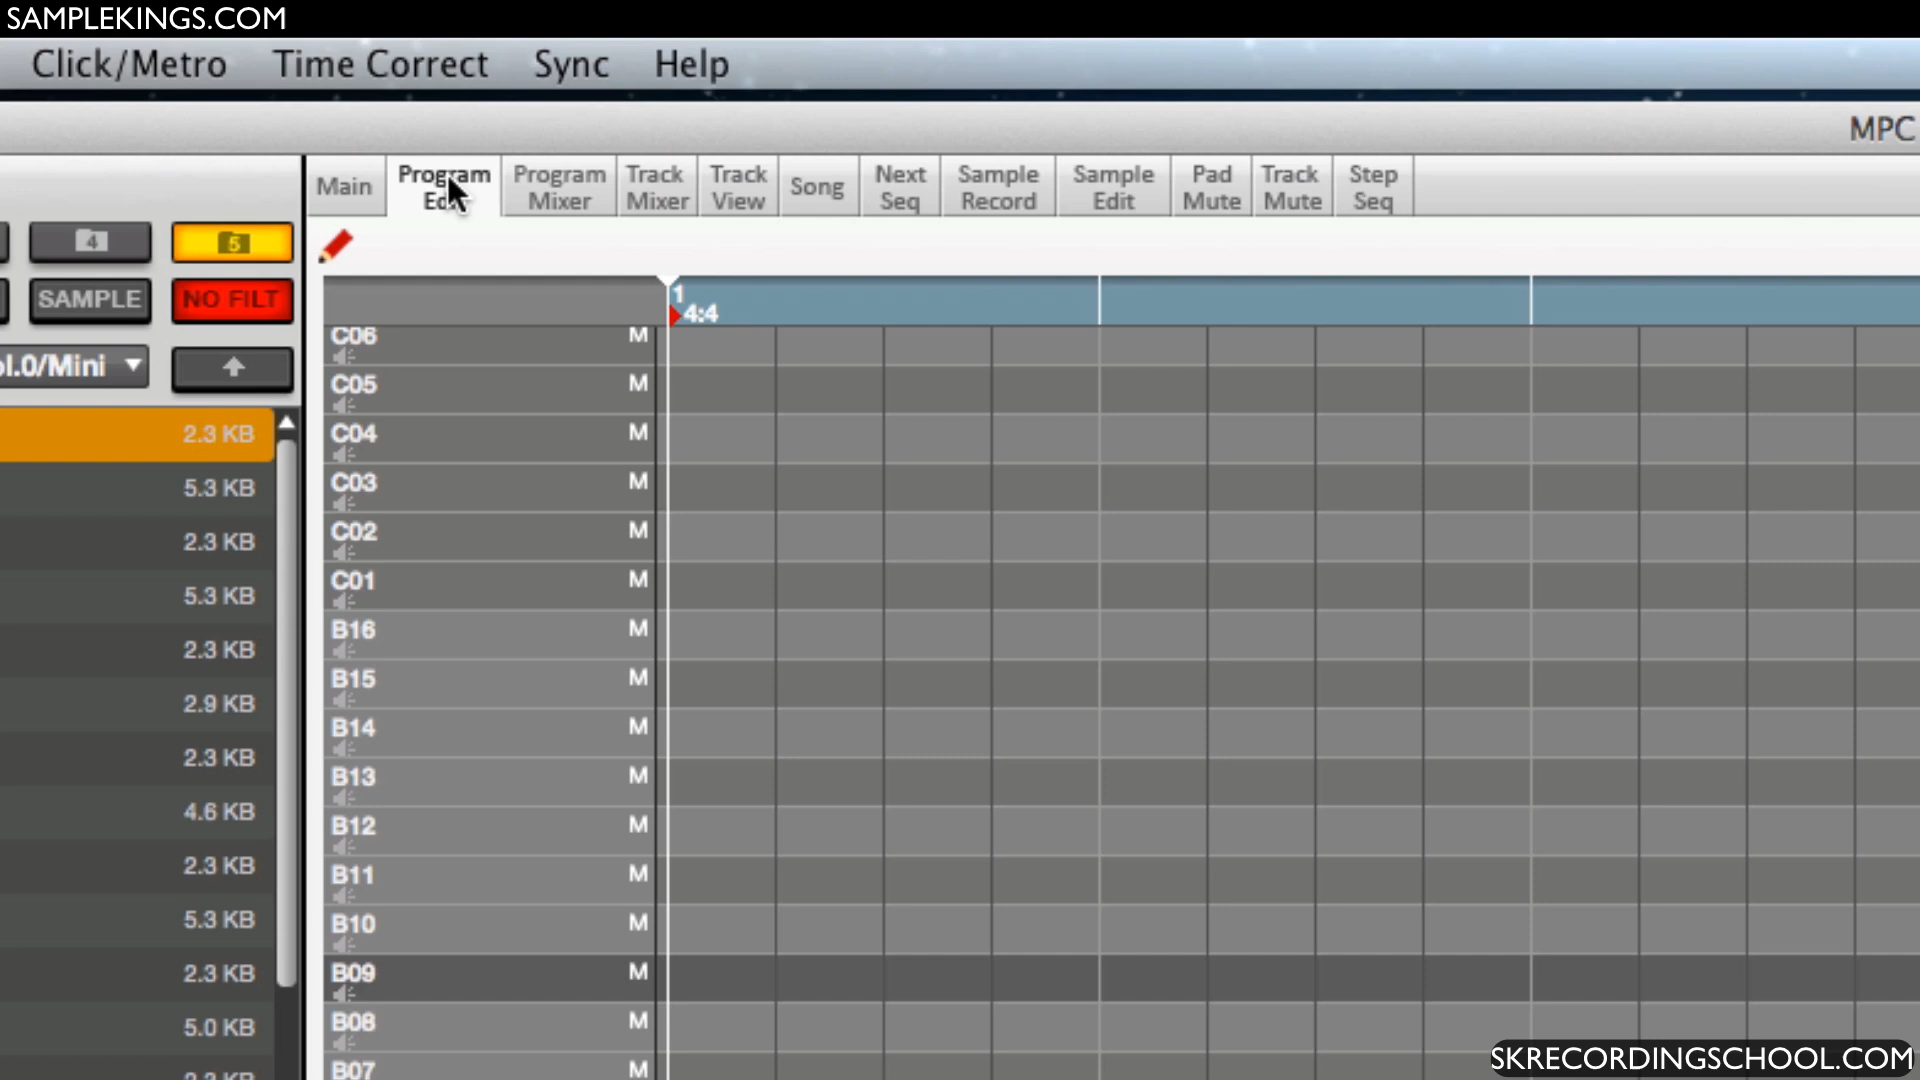 SAMPLEKINGS.COM
Click/Metro Time Correct Sync Help
MPC
Main
Program
Program
Mixer
Track
Mixer
Track
View
Song
Next
Seq
Sample
Record
Sample
Edit
Pad
Mute
Track
Mute
Step
Seq
4
5
SAMPLE
NO FILT
ol.0/Mini
2.3 KB
5.3 KB
2.3 KB
5.3 KB
2.3 KB
2.9 KB
2.3 KB
4.6 KB
2.3 KB
5.3 KB
2.3 KB
5.0 KB
1
4:4
C06 M
C05 M
C04 M
C03 M
C02 M
C01 M
B16 M
B15 M
B14 M
B13 M
B12 M
B11 M
B10 M
B09 M
B08 M
B07 M
SKRECORDINGSCHOOL.COM